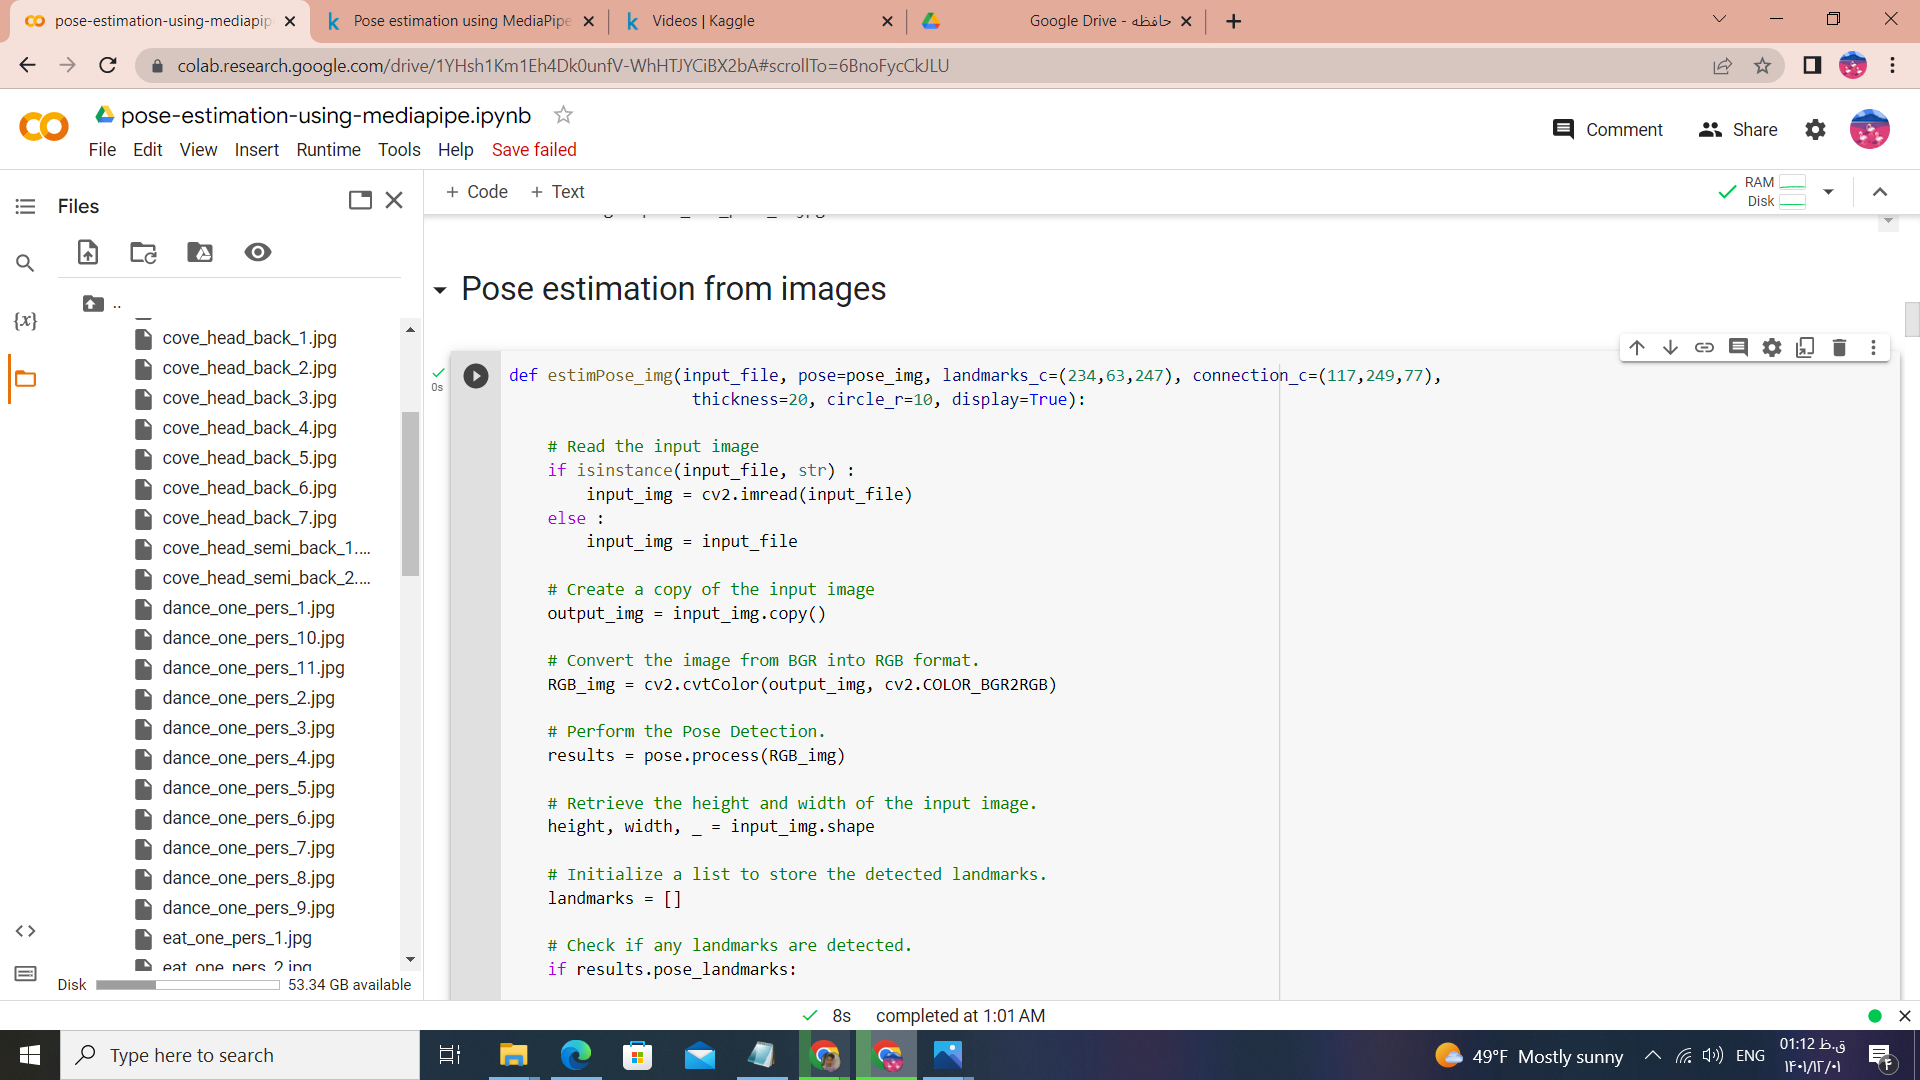 pose-estimation-using-mediapip
Pose estimation using MediaPipe
Videos | Kaggle
Google Drive - حافظه
colab.research.google.com/drive/1YHsh1Km1Eh4Dk0unfV-WhHTJYCiBX2bA#scrollTo=6BnoFycCkJLU
pose-estimation-using-mediapipe.ipynb
File Edit View Insert Runtime Tools Help Save failed
Comment Share
Files
+ Code + Text
RAM
Disk
{x}
..
cove_head_back_1.jpg
cove_head_back_2.jpg
cove_head_back_3.jpg
cove_head_back_4.jpg
cove_head_back_5.jpg
cove_head_back_6.jpg
cove_head_back_7.jpg
cove_head_semi_back_1....
cove_head_semi_back_2....
dance_one_pers_1.jpg
dance_one_pers_10.jpg
dance_one_pers_11.jpg
dance_one_pers_2.jpg
dance_one_pers_3.jpg
dance_one_pers_4.jpg
dance_one_pers_5.jpg
dance_one_pers_6.jpg
dance_one_pers_7.jpg
dance_one_pers_8.jpg
dance_one_pers_9.jpg
eat_one_pers_1.jpg
eat_one_pers_2.jpg
Disk 53.34 GB available
Pose estimation from images
0s
def estimPose_img(input_file, pose=pose_img, landmarks_c=(234,63,247), connection_c=(117,249,77),
thickness=20, circle_r=10, display=True):
# Read the input image
if isinstance(input_file, str) :
input_img = cv2.imread(input_file)
else :
input_img = input_file
# Create a copy of the input image
output_img = input_img.copy()
# Convert the image from BGR into RGB format.
RGB_img = cv2.cvtColor(output_img, cv2.COLOR_BGR2RGB)
# Perform the Pose Detection.
results = pose.process(RGB_img)
# Retrieve the height and width of the input image.
height, width, _ = input_img.shape
# Initialize a list to store the detected landmarks.
landmarks = []
# Check if any landmarks are detected.
if results.pose_landmarks:
8s completed at 1:01 AM
Type here to search
49°F Mostly sunny
ENG
01:12 ق.ظ
۱۴۰۱/۱۲/۰۱
۴